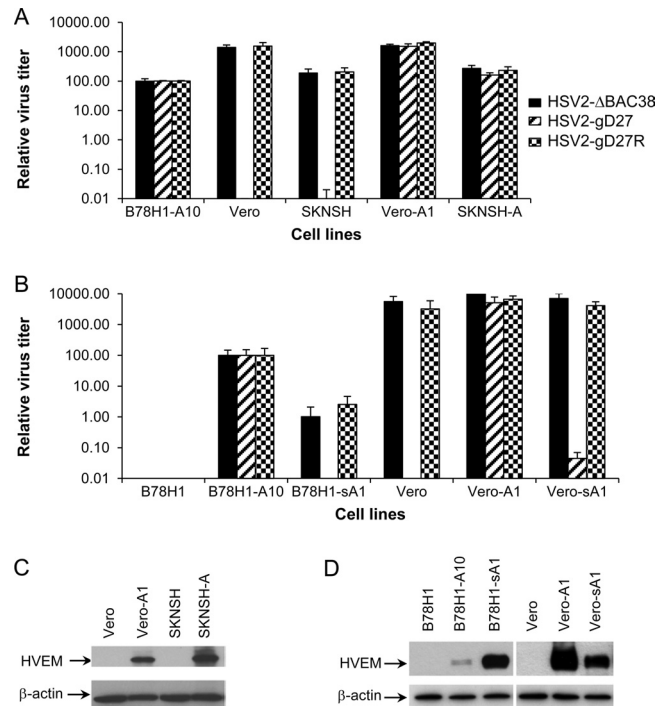 A
10000.00
1000.00
100.00
10.00
1.00
0.10
0.01
Relative virus titer
B78H1-A10 Vero SKNSH Vero-A1 SKNSH-A
Cell lines
HSV2-ΔBAC38
HSV2-gD27
HSV2-gD27R
B
10000.00
1000.00
100.00
10.00
1.00
0.10
0.01
Relative virus titer
B78H1 B78H1-A10 B78H1-sA1 Vero Vero-A1 Vero-sA1
Cell lines
C
Vero
Vero-A1
SKNSH
SKNSH-A
HVEM
β-actin
D
B78H1
B78H1-A10
B78H1-sA1
Vero
Vero-A1
Vero-sA1
HVEM
β-actin